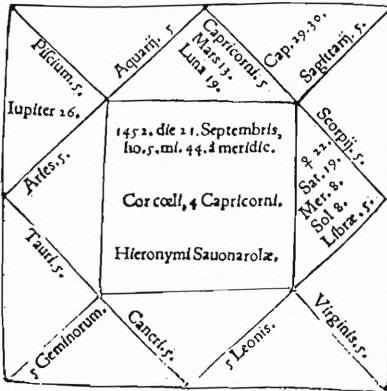 Piscium. 5.
Aquarij. 5
Capricorni. 5
Mars 13.
Luna 19.
Cap. 29. 30.
Sagittarij. 5.
Iupiter 26.
Aries. 5.
1452. die 21. Septembris,
ho. 5. mi. 44. à meridic.
Cor cœli, 4 Capricorni.
Hieronymi Sauonarolæ.
Scorpij. 5.
♀ 22.
Sat. 19.
Mer. 8.
Sol 8.
Libræ. 5.
Tauri. 5.
5 Geminorum.
Cancri. 5.
5 Leonis.
Virginis. 5.